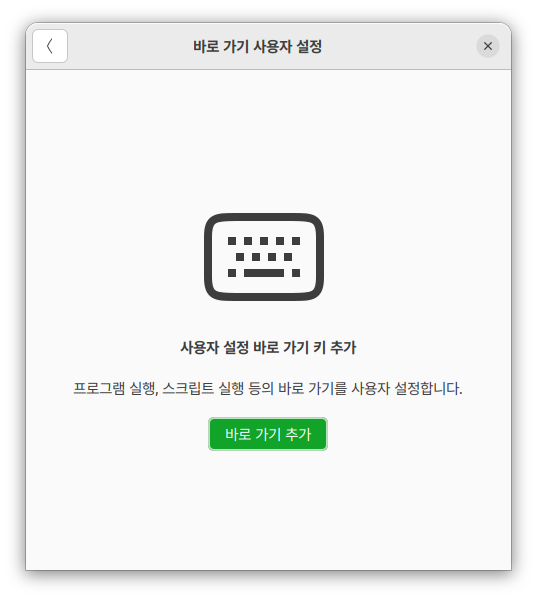 바로 가기 사용자 설정
사용자 설정 바로 가기 키 추가
프로그램 실행, 스크립트 실행 등의 바로 가기를 사용자 설정합니다.
바로 가기 추가